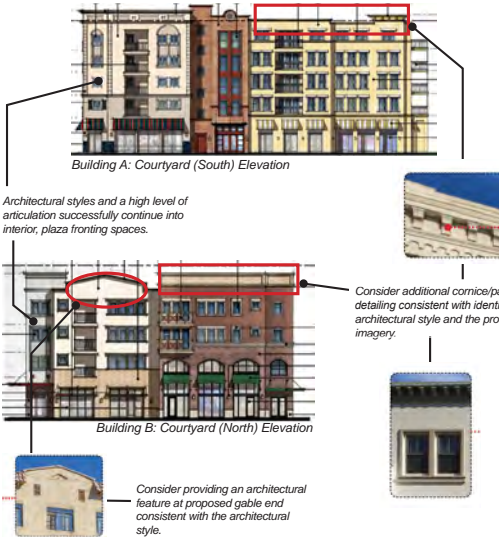 Building A: Courtyard (South) Elevation
Architectural styles and a high level of
articulation successfully continue into
interior, plaza fronting spaces.
Consider additional cornice/pa
detailing consistent with identi
architectural style and the pro
imagery.
Building B: Courtyard (North) Elevation
Consider providing an architectural
feature at proposed gable end
consistent with the architectural
style.